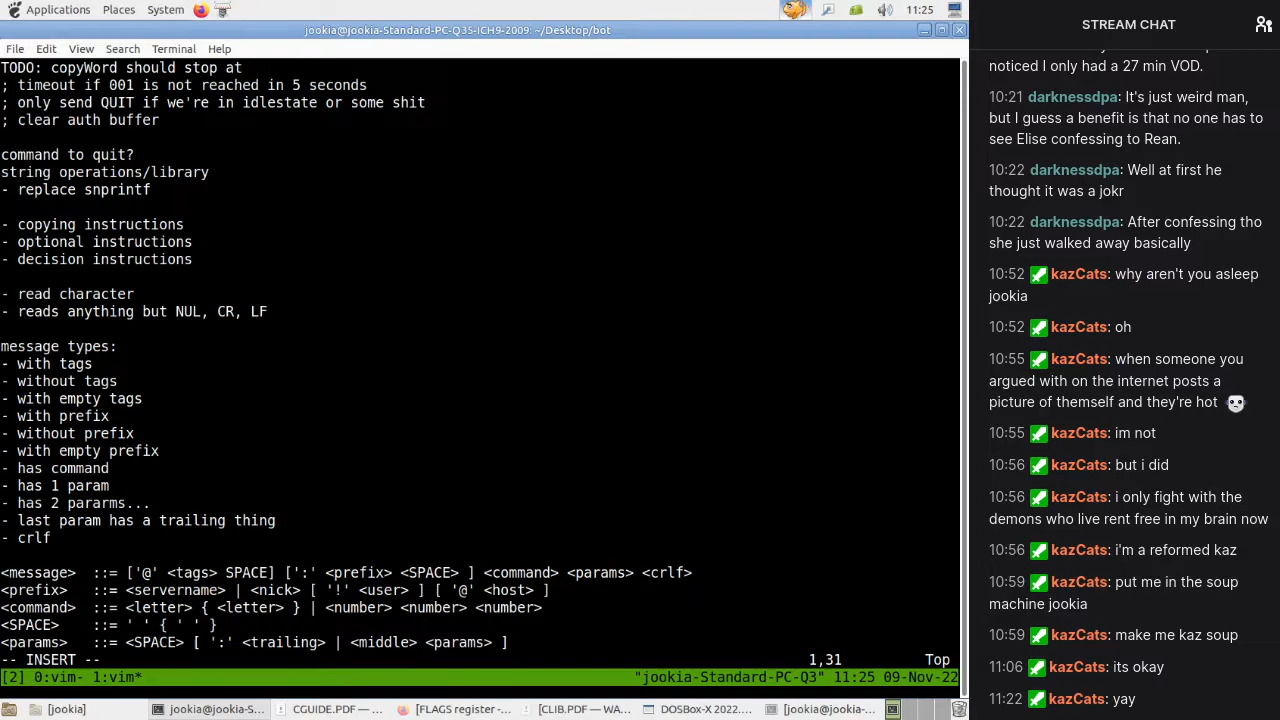 Applications Places System 11:25
jookia@jookia-Standard-PC-Q35-ICH9-2009: ~/Desktop/bot
File Edit View Search Terminal Help
TODO: copyWord should stop at
; timeout if 001 is not reached in 5 seconds
; only send QUIT if we're in idlestate or some shit
; clear auth buffer
command to quit?
string operations/library
- replace snprintf
- copying instructions
- optional instructions
- decision instructions
- read character
- reads anything but NUL, CR, LF
message types:
- with tags
- without tags
- with empty tags
- with prefix
- without prefix
- with empty prefix
- has command
- has 1 param
- has 2 pararms...
- last param has a trailing thing
- crlf
<message> ::= ['@' <tags> SPACE] [':' <prefix> <SPACE> ] <command> <params> <crlf>
<prefix> ::= <servername> | <nick> [ '!' <user> ] [ '@' <host> ]
<command> ::= <letter> { <letter> } | <number> <number> <number>
<SPACE> ::= ' ' { ' ' }
<params> ::= <SPACE> [ ':' <trailing> | <middle> <params> ]
-- INSERT -- 1,31 Top
[2] 0:vim- 1:vim* "jookia-Standard-PC-Q3" 11:25 09-Nov-22
[jookia] jookia@jookia-S... CGUIDE.PDF — ... [FLAGS register -... [CLIB.PDF — WA... DOSBox-X 2022.... [jookia@jookia-...
STREAM CHAT
noticed I only had a 27 min VOD.
10:21 darknessdpa: It's just weird man,
but I guess a benefit is that no one has to
see Elise confessing to Rean.
10:22 darknessdpa: Well at first he
thought it was a jokr
10:22 darknessdpa: After confessing tho
she just walked away basically
10:52 kazCats: why aren't you asleep
jookia
10:52 kazCats: oh
10:55 kazCats: when someone you
argued with on the internet posts a
picture of themself and they're hot
10:55 kazCats: im not
10:56 kazCats: but i did
10:56 kazCats: i only fight with the
demons who live rent free in my brain now
10:56 kazCats: i'm a reformed kaz
10:59 kazCats: put me in the soup
machine jookia
10:59 kazCats: make me kaz soup
11:06 kazCats: its okay
11:22 kazCats: yay